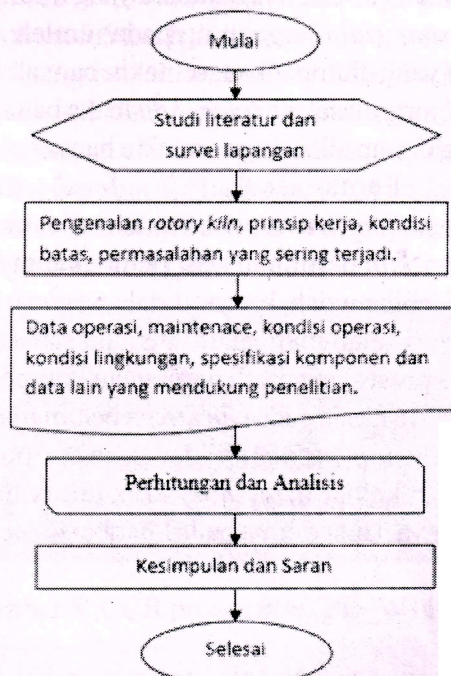 Mulai
Studi literatur dan
survei lapangan
Pengenalan rotary kiln, prinsip kerja, kondisi
batas, permasalahan yang sering terjadi.
Data operasi, maintenace, kondisi operasi,
kondisi lingkungan, spesifikasi komponen dan
data lain yang mendukung penelitian.
Perhitungan dan Analisis
Kesimpulan dan Saran
Selesai